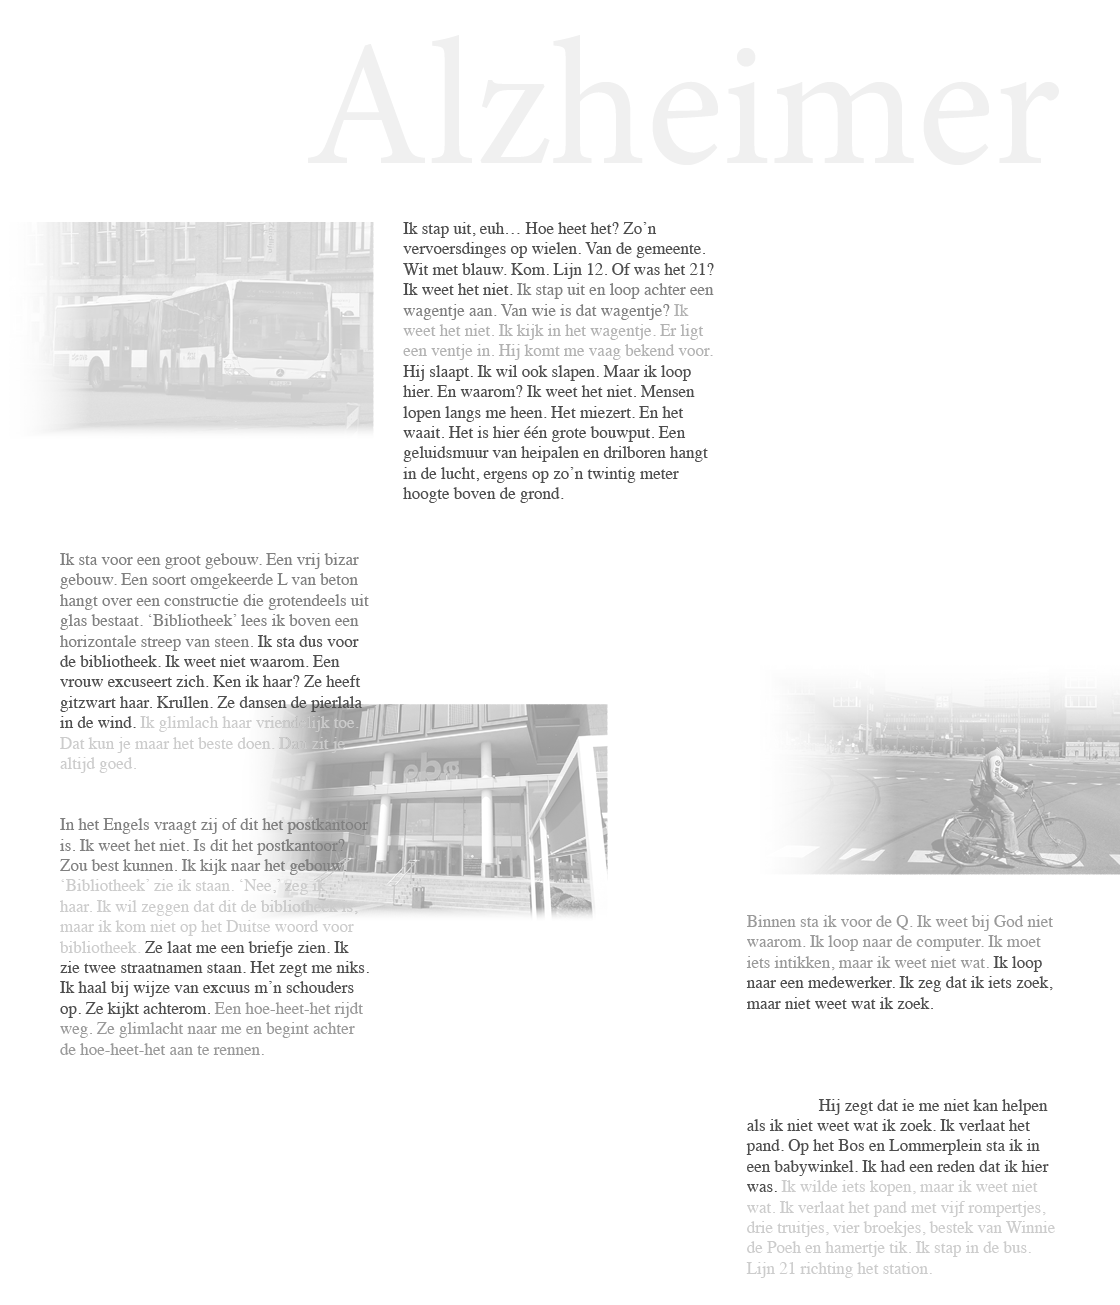 Alzheimer
Ik stap uit, euh… Hoe heet het? Zo’n
vervoersdinges op wielen. Van de gemeente.
Wit met blauw. Kom. Lijn 12. Of was het 21?
Ik weet het niet. Ik stap uit en loop achter een
wagentje aan. Van wie is dat wagentje? Ik
weet het niet. Ik kijk in het wagentje. Er ligt
een ventje in. Hij komt me vaag bekend voor.
Hij slaapt. Ik wil ook slapen. Maar ik loop
hier. En waarom? Ik weet het niet. Mensen
lopen langs me heen. Het miezert. En het
waait. Het is hier één grote bouwput. Een
geluidsmuur van heipalen en drilboren hangt
in de lucht, ergens op zo’n twintig meter
hoogte boven de grond.
Ik sta voor een groot gebouw. Een vrij bizar
gebouw. Een soort omgekeerde L van beton
hangt over een constructie die grotendeels uit
glas bestaat. ‘Bibliotheek’ lees ik boven een
horizontale streep van steen. Ik sta dus voor
de bibliotheek. Ik weet niet waarom. Een
vrouw excuseert zich. Ken ik haar? Ze heeft
gitzwart haar. Krullen. Ze dansen de pierlala
in de wind. Ik glimlach haar vriendelijk toe.
Dat kun je maar het beste doen. Dat zit je
altijd goed.
In het Engels vraagt zij of dit het postkantoor
is. Ik weet het niet. Is dit het postkantoor?
Zou best kunnen. Ik kijk naar het gebouw.
‘Bibliotheek’ zie ik staan. ‘Nee,’ zeg ik
haar. Ik wil zeggen dat dit de bibliotheek is,
maar ik kom niet op het Duitse woord voor
bibliotheek. Ze laat me een briefje zien. Ik
zie twee straatnamen staan. Het zegt me niks.
Ik haal bij wijze van excuus m’n schouders
op. Ze kijkt achterom. Een hoe-heet-het rijdt
weg. Ze glimlacht naar me en begint achter
de hoe-heet-het aan te rennen.
oba
Binnen sta ik voor de Q. Ik weet bij God niet
waarom. Ik loop naar de computer. Ik moet
iets intikken, maar ik weet niet wat. Ik loop
naar een medewerker. Ik zeg dat ik iets zoek,
maar niet weet wat ik zoek.
Hij zegt dat ie me niet kan helpen
als ik niet weet wat ik zoek. Ik verlaat het
pand. Op het Bos en Lommerplein sta ik in
een babywinkel. Ik had een reden dat ik hier
was. Ik wilde iets kopen, maar ik weet niet
wat. Ik verlaat het pand met vijf rompertjes,
drie truitjes, vier broekjes, bestek van Winnie
de Poeh en hamertje tik. Ik stap in de bus.
Lijn 21 richting het station.